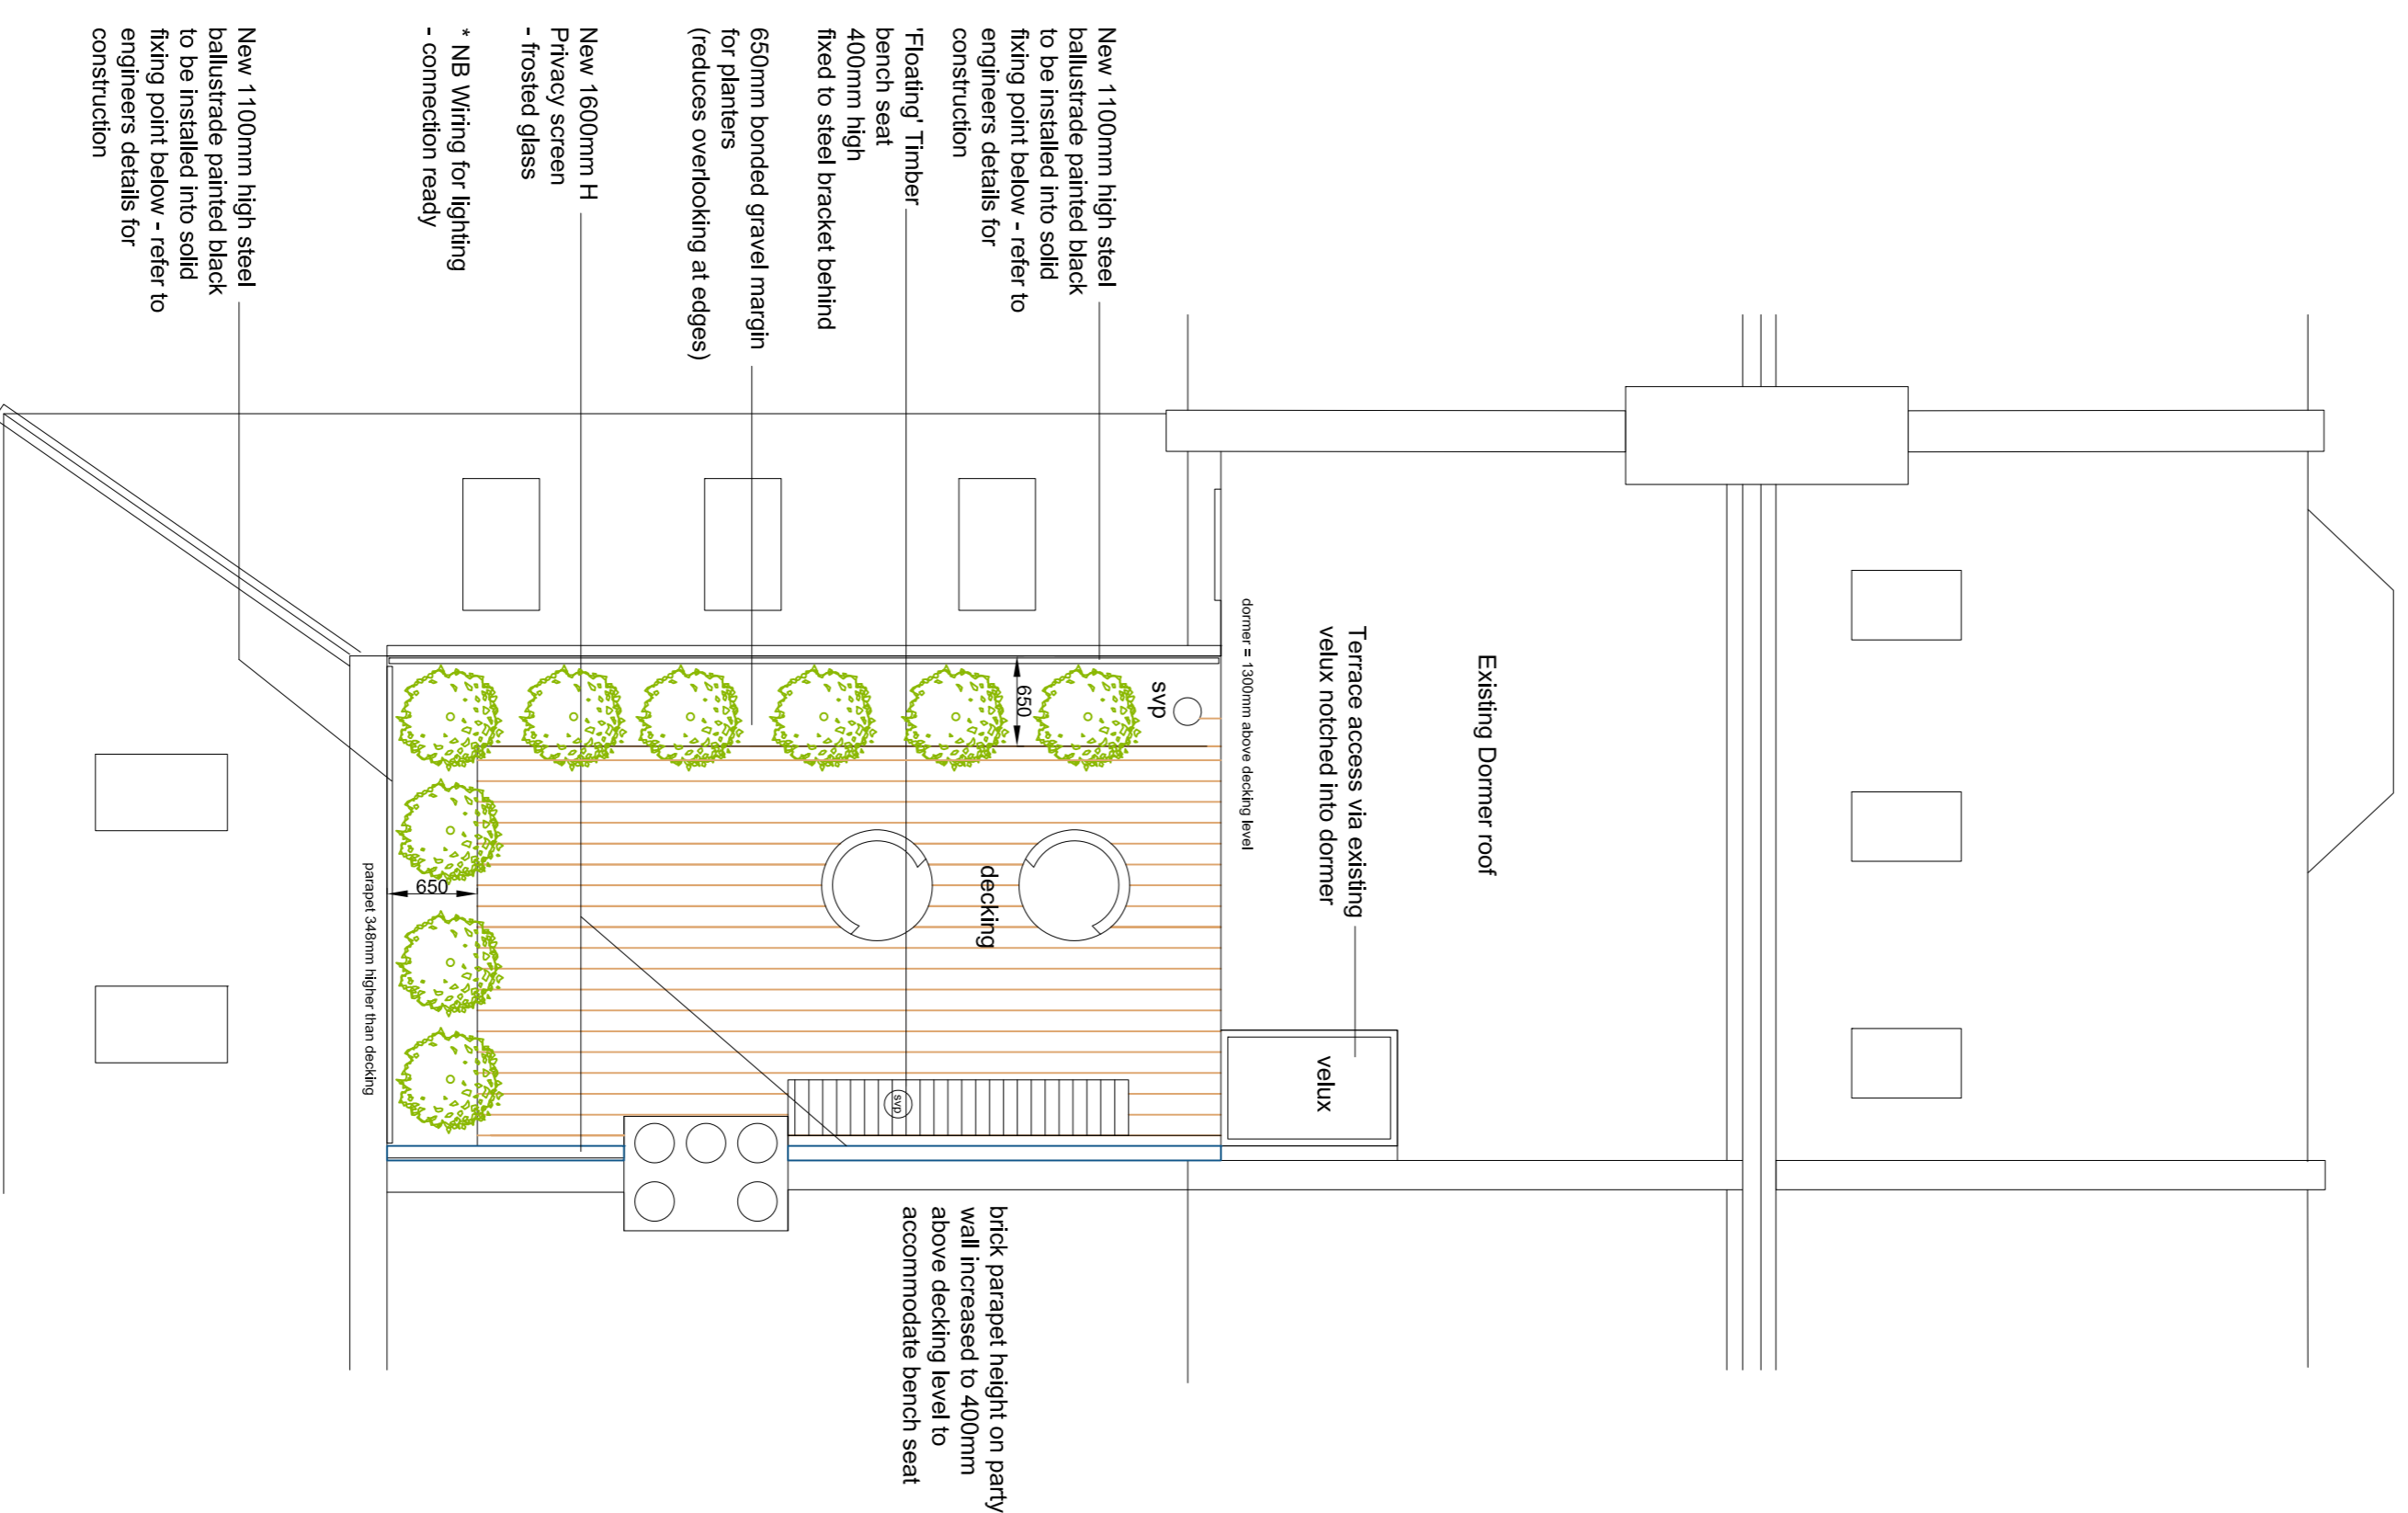 New 1100mm high steel
ballustrade painted black
to be installed into solid
fixing point below - refer to
engineers details for
construction
'Floating' Timber
bench seat
400mm high
fixed to steel bracket behind
650mm bonded gravel margin
for planters
(reduces overlooking at edges)
New 1600mm H
Privacy screen
- frosted glass
* NB Wiring for lighting
- connection ready
New 1100mm high steel
ballustrade painted black
to be installed into solid
fixing point below - refer to
engineers details for
construction
Existing Dormer roof
Terrace access via existing
velux notched into dormer
dormer = 1300mm above decking level
svp
650
decking
650
parapet 348mm higher than decking
velux
svp
brick parapet height on party
wall increased to 400mm
above decking level to
accommodate bench seat